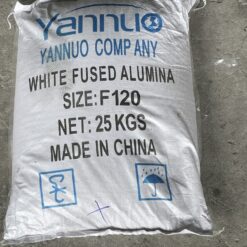 Yannuo
YANNUO COMPANY
WHITE FUSED ALUMINA
SIZE:F120
NET: 25 KGS
MADE IN CHINA